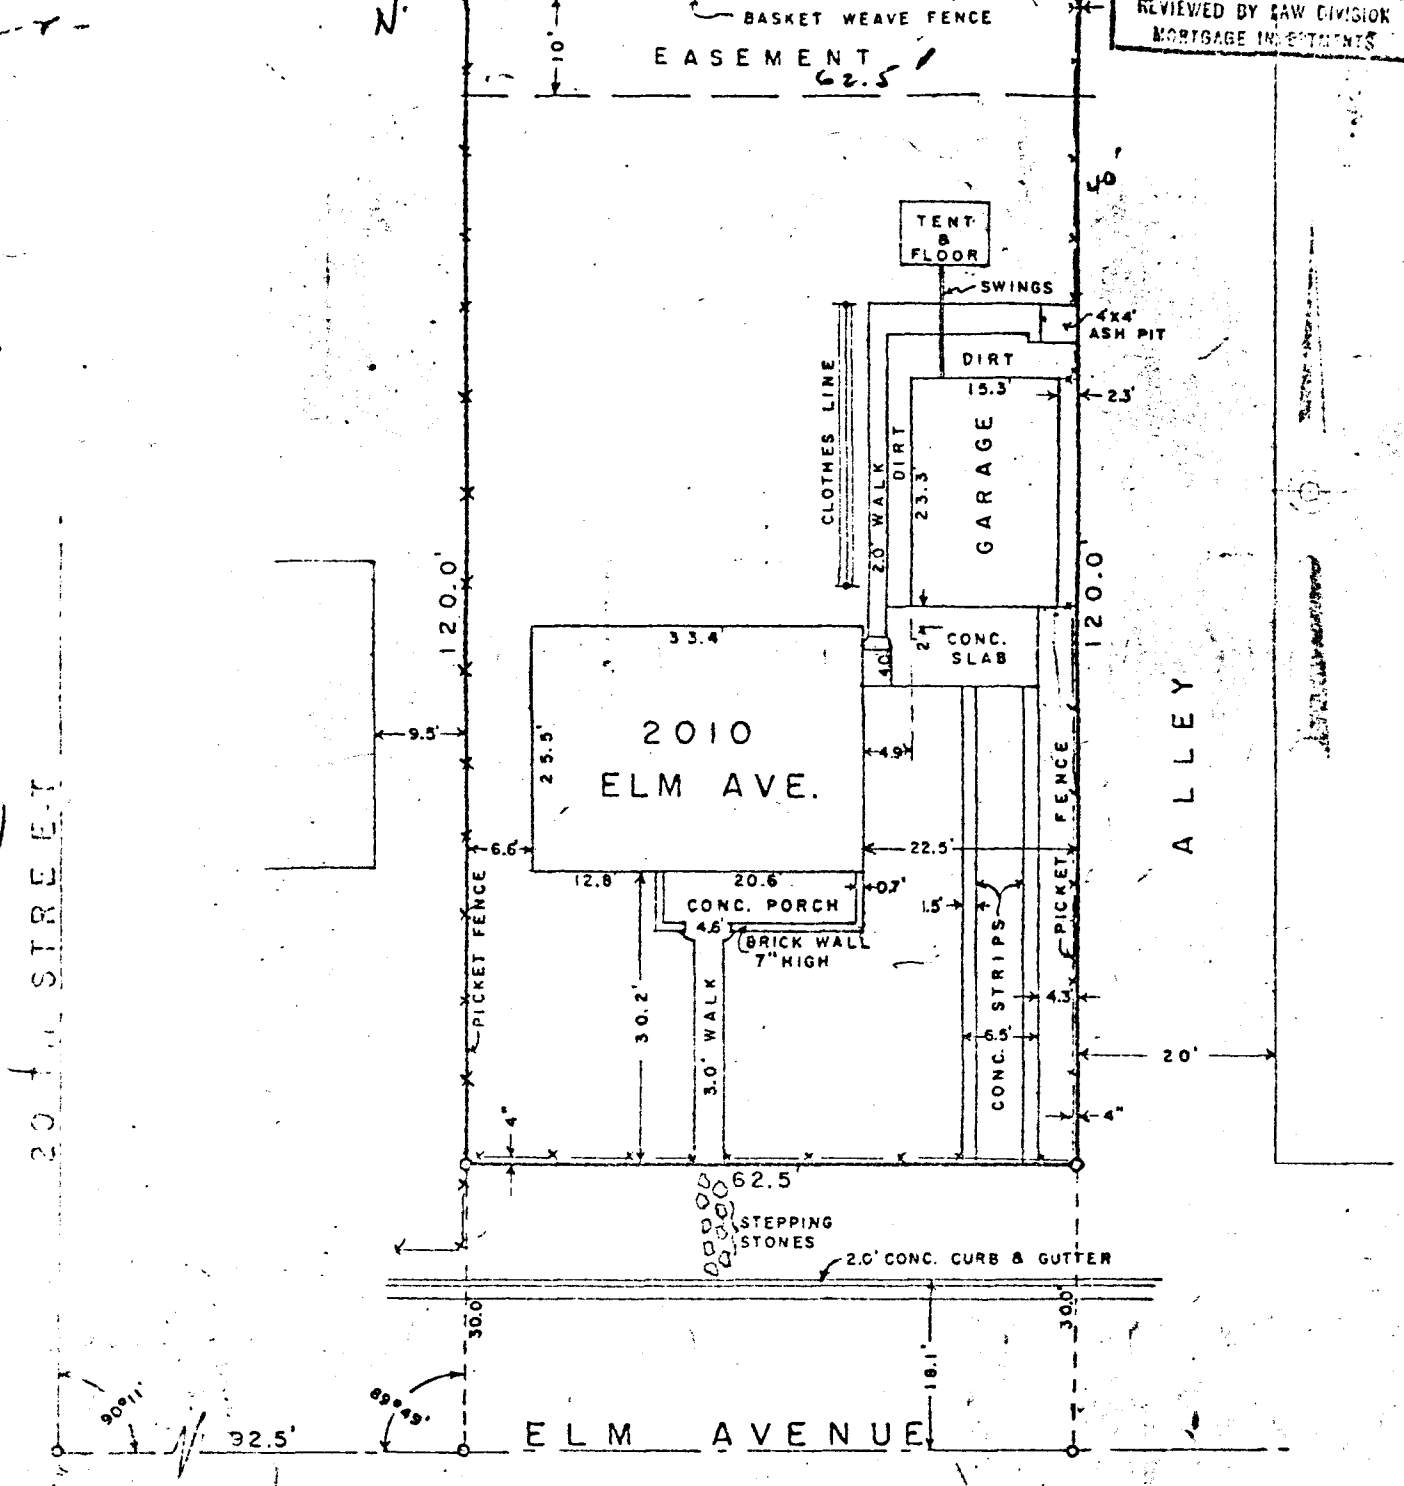 N'
BASKET WEAVE FENCE
REVIEWED BY LAW DIVISION
MORTGAGE INVESTMENTS
10'
EASEMENT
62.5'
40'
TENT
&
FLOOR
SWINGS
4'X4'
ASH PIT
DIRT
15.3'
2.3'
CLOTHES LINE
2.0' WALK
DIRT
23.3'
GARAGE
120.0'
120.0'
33.4'
CONC.
SLAB
2'
4.0'
2010
ELM AVE.
25.5'
9.5'
4.9'
ALLEY
PICKET FENCE
6.6'
22.5'
12.8
20.6'
0.7'
CONC. PORCH
1.5'
4.6'
BRICK WALL
7" HIGH
PICKET FENCE
30.2'
3.0' WALK
CONC. STRIPS
6.5'
20'
4"
4"
20th STREET
62.5'
STEPPING
STONES
2.0' CONC. CURB & GUTTER
30.0'
30.0'
18.1'
90°11'
89°49'
92.5'
ELM AVENUE